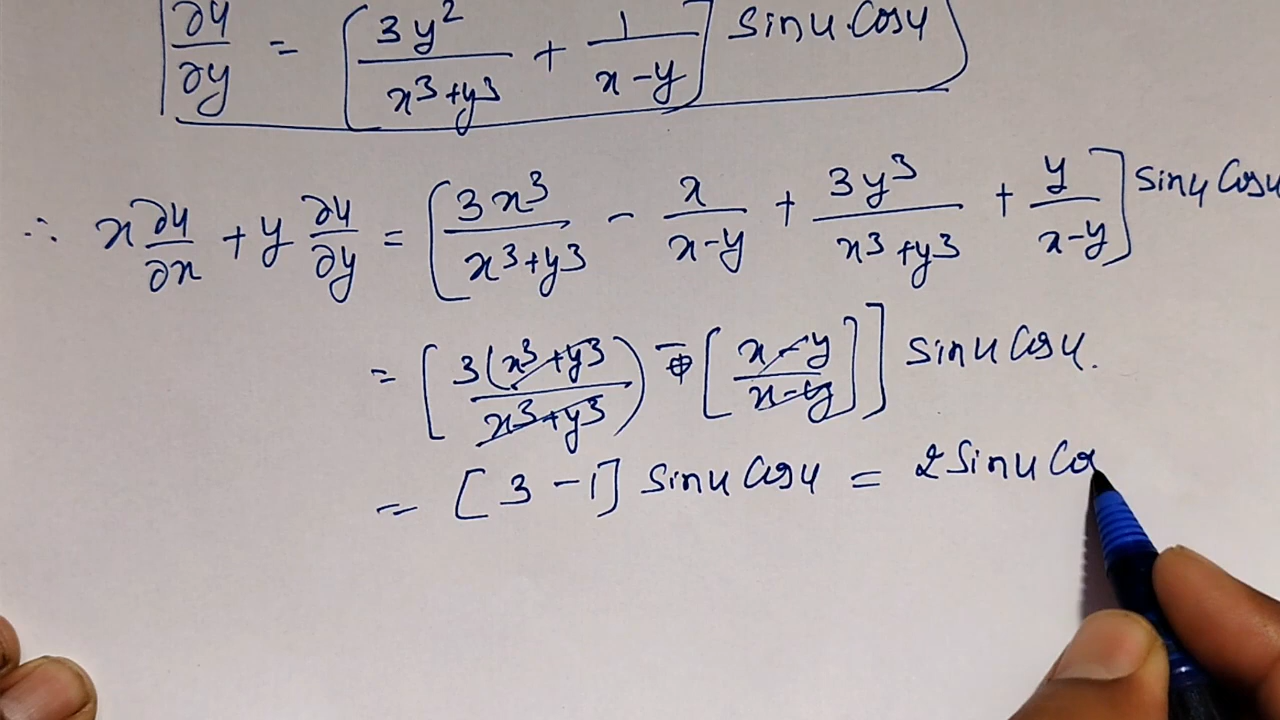 ∂u/∂y = [3y²/(x³+y³) + 1/(x-y)] sinu·cosu
∴ x ∂u/∂x + y ∂u/∂y = [3x³/(x³+y³) - x/(x-y) + 3y³/(x³+y³) + y/(x-y)] sinu cosu
= [3(x³+y³)/(x³+y³)) - [x-y/x-y]] sinu cosu.
= [3-1] sinu cosu = 2 sinu cos